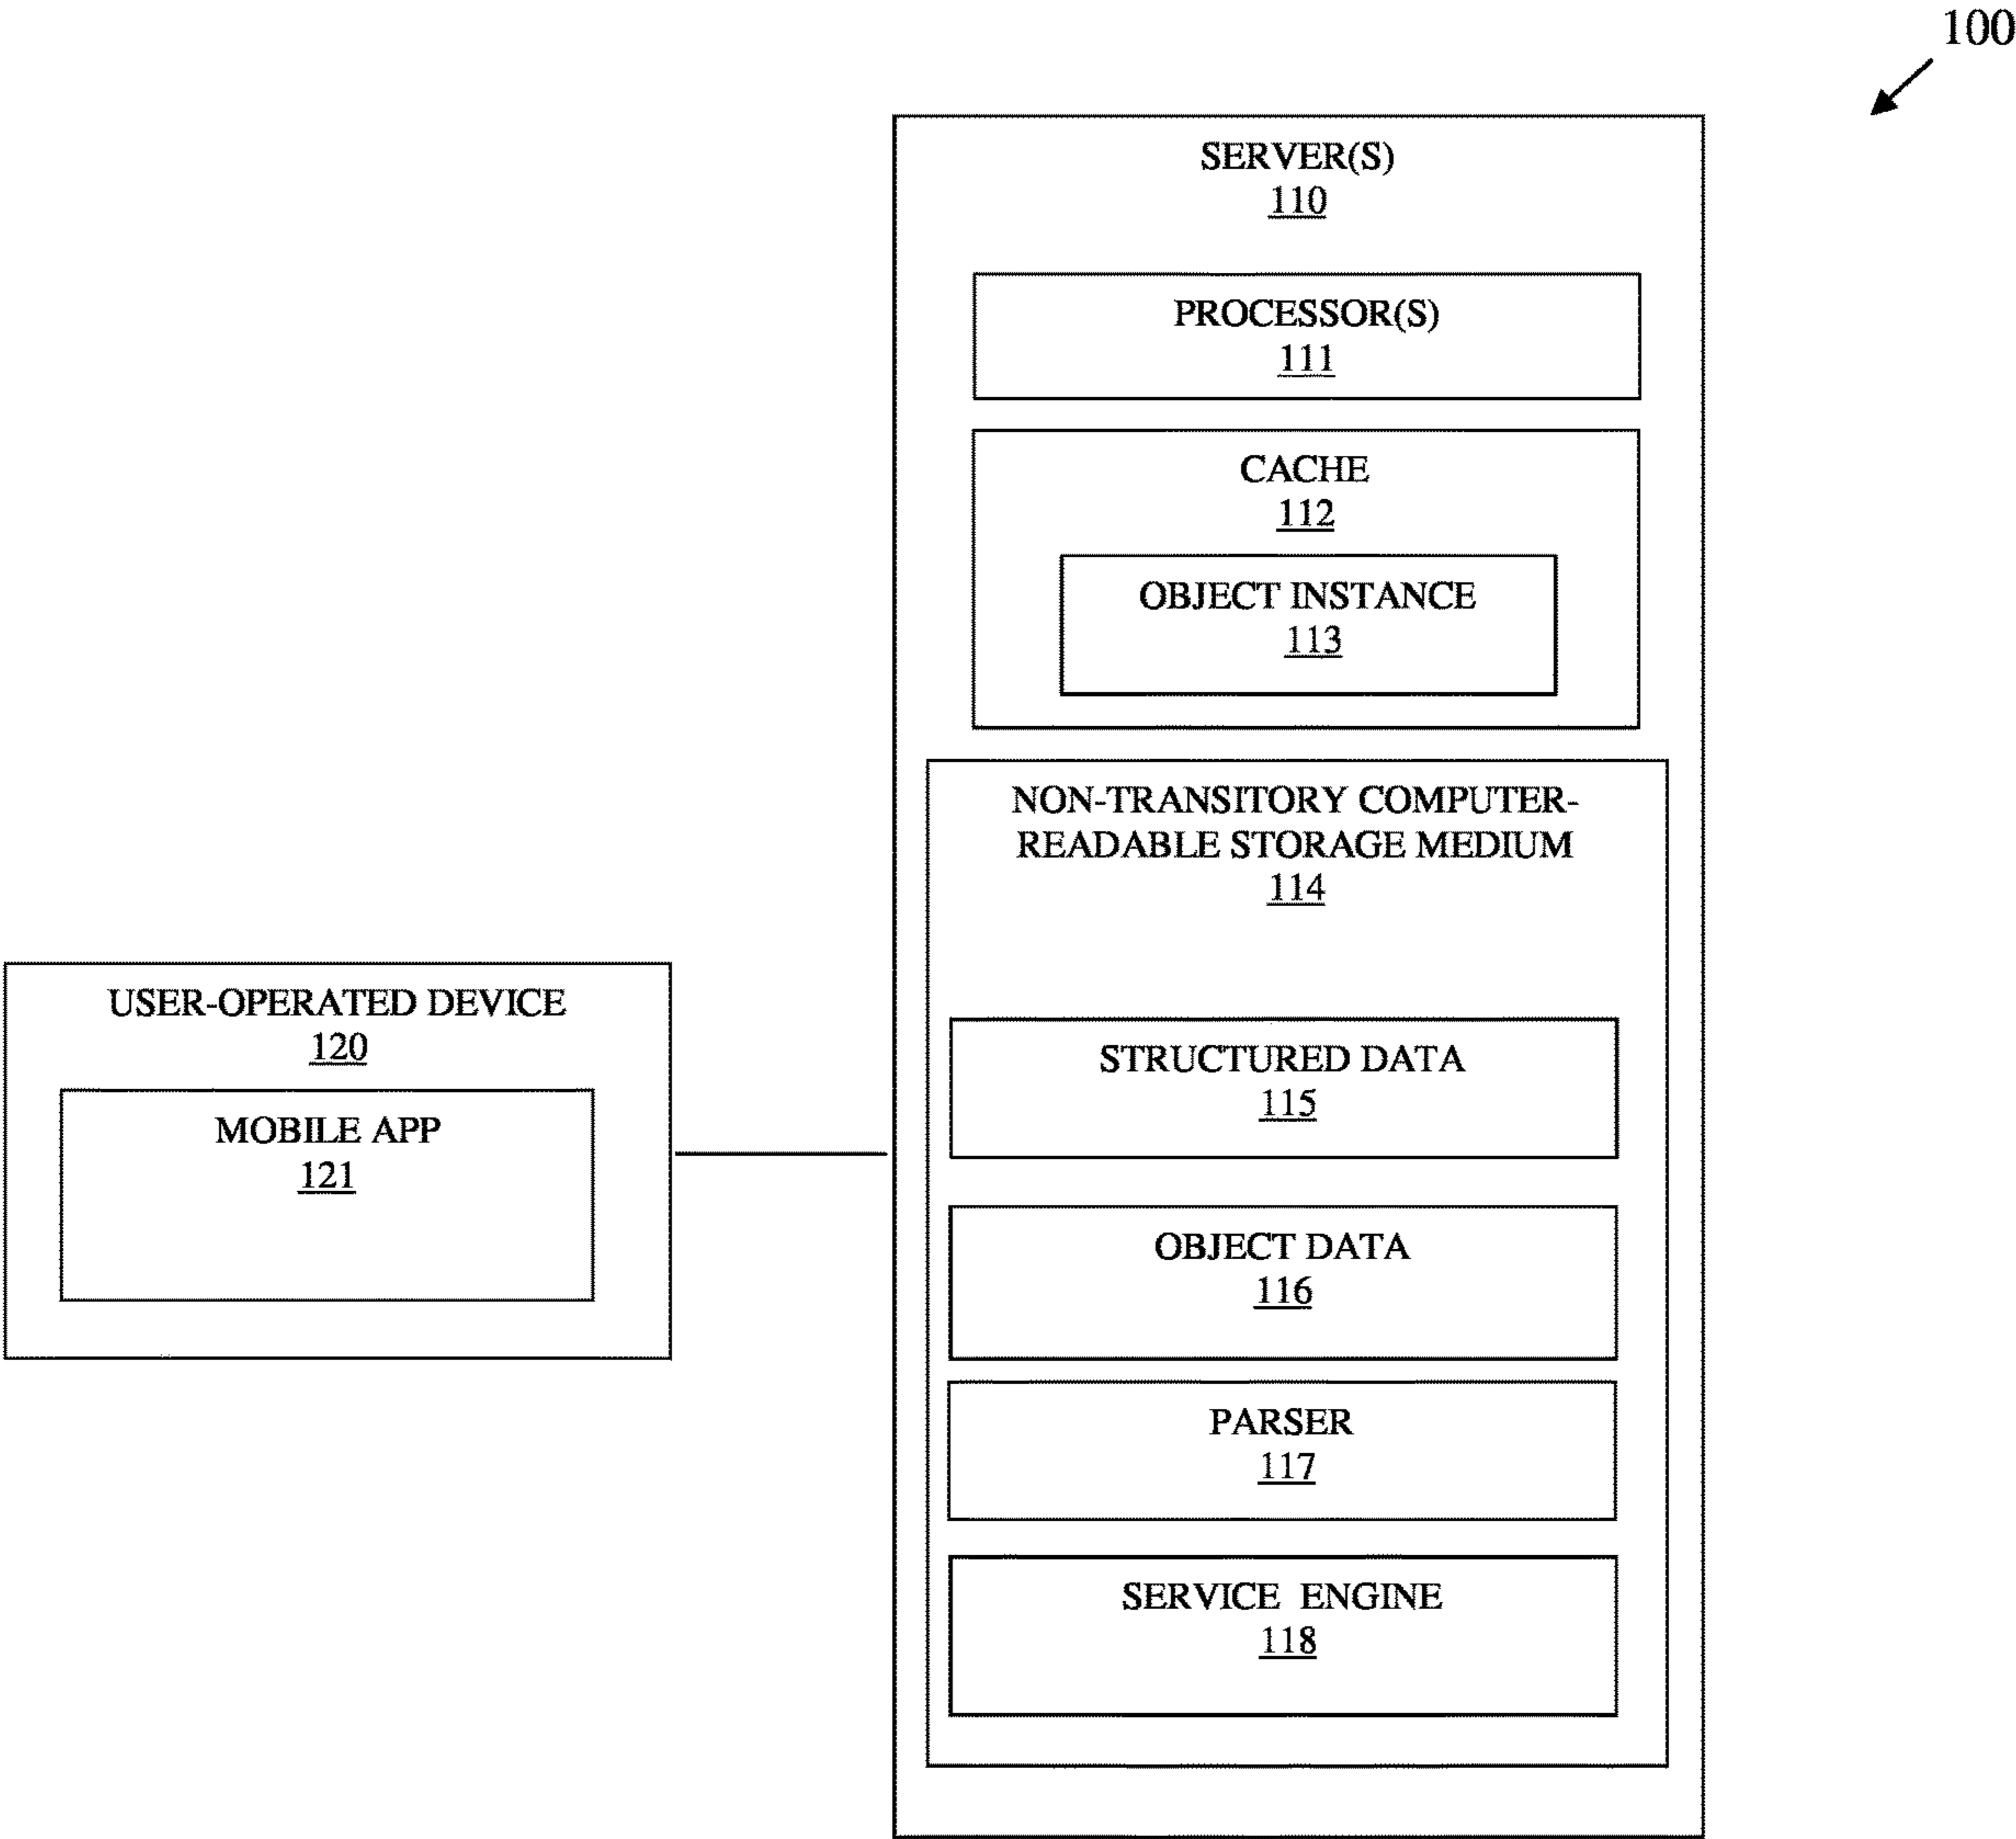 100
SERVER(S)
110
PROCESSOR(S)
111
CACHE
112
OBJECT INSTANCE
113
NON-TRANSITORY COMPUTER-
READABLE STORAGE MEDIUM
114
USER-OPERATED DEVICE
120
MOBILE APP
121
STRUCTURED DATA
115
OBJECT DATA
116
PARSER
117
SERVICE ENGINE
118